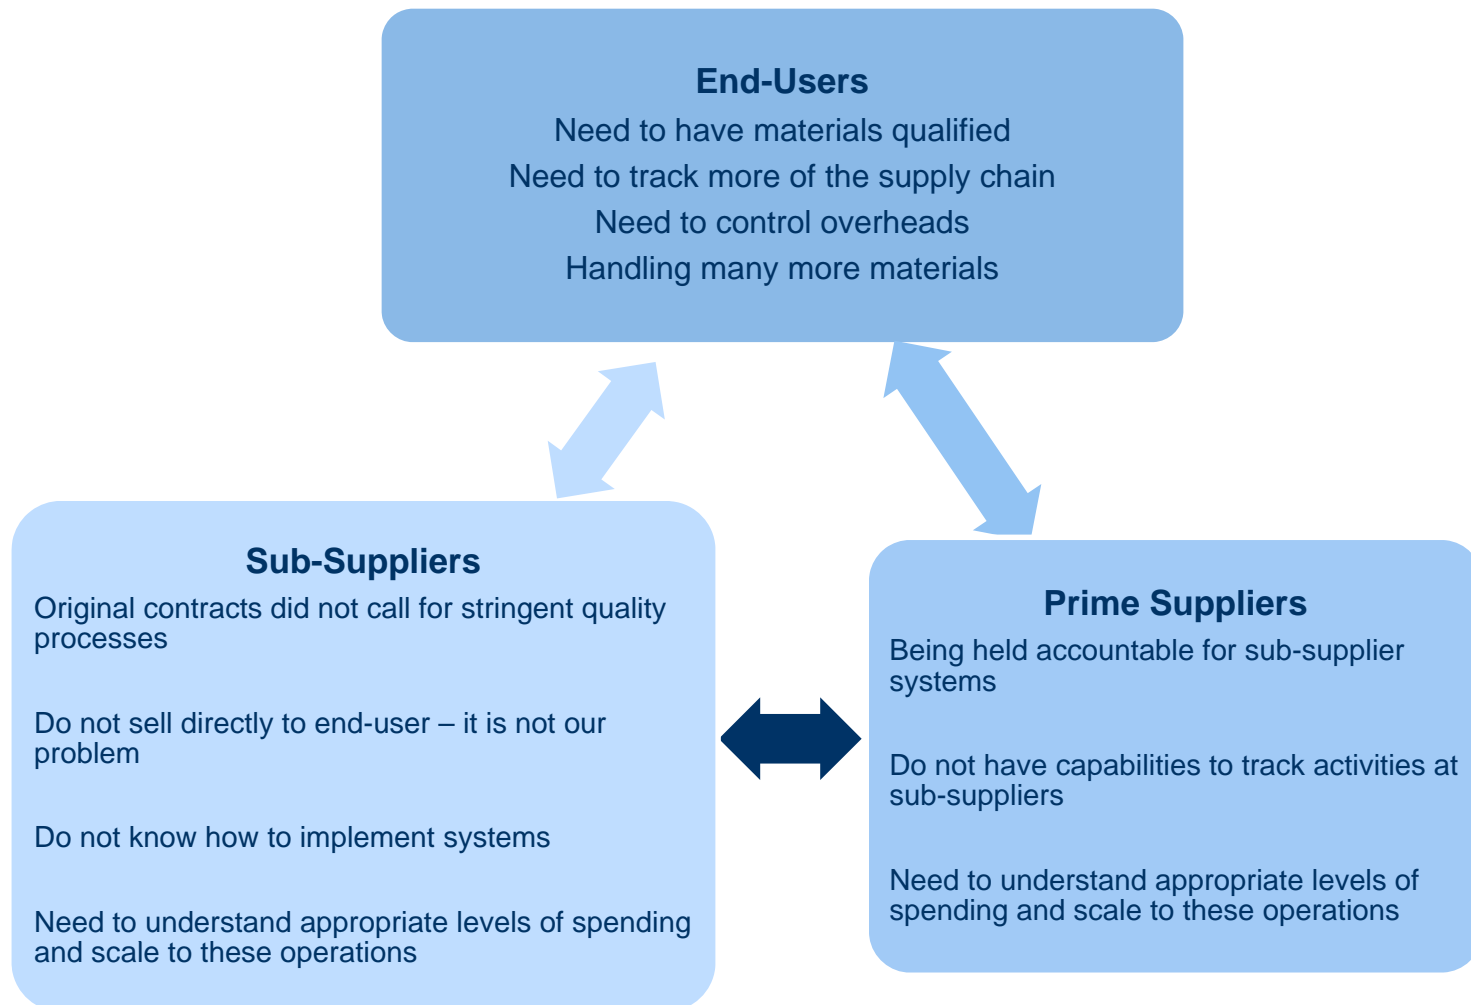 End-Users
Need to have materials qualified
Need to track more of the supply chain
Need to control overheads
Handling many more materials
Sub-Suppliers
Original contracts did not call for stringent quality
processes
Do not sell directly to end-user – it is not our
problem
Do not know how to implement systems
Need to understand appropriate levels of spending
and scale to these operations
Prime Suppliers
Being held accountable for sub-supplier
systems
Do not have capabilities to track activities at
sub-suppliers
Need to understand appropriate levels of
spending and scale to these operations